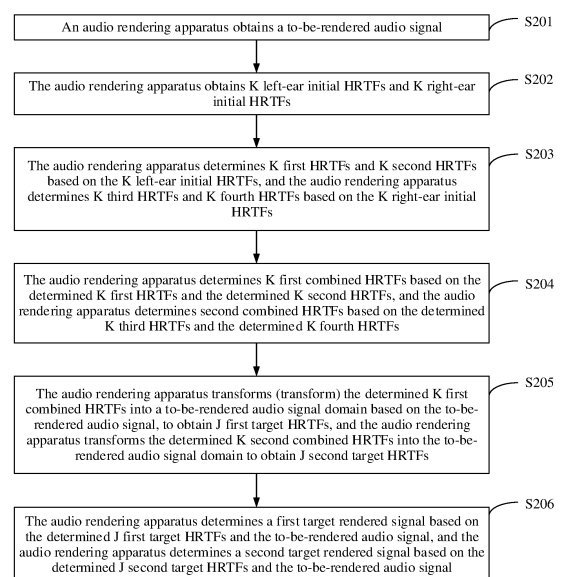 An audio rendering apparatus obtains a to-be-rendered audio signal
S201
The audio rendering apparatus obtains K left-ear initial HRTFs and K right-ear
initial HRTFs
S202
The audio rendering apparatus determines K first HRTFs and K second HRTFs
based on the K left-ear initial HRTFs, and the audio rendering apparatus
determines K third HRTFs and K fourth HRTFs based on the K right-ear initial
HRTFs
S203
The audio rendering apparatus determines K first combined HRTFs based on the
determined K first HRTFs and the determined K second HRTFs, and the audio
rendering apparatus determines second combined HRTFs based on the determined
K third HRTFs and the determined K fourth HRTFs
S204
The audio rendering apparatus transforms (transform) the determined K first
combined HRTFs into a to-be-rendered audio signal domain based on the to-be-
rendered audio signal, to obtain J first target HRTFs, and the audio rendering
apparatus transforms the determined K second combined HRTFs into the to-be-
rendered audio signal domain to obtain J second target HRTFs
S205
The audio rendering apparatus determines a first target rendered signal based on
the determined J first target HRTFs and the to-be-rendered audio signal, and the
audio rendering apparatus determines a second target rendered signal based on the
determined J second target HRTFs and the to-be-rendered audio signal
S206